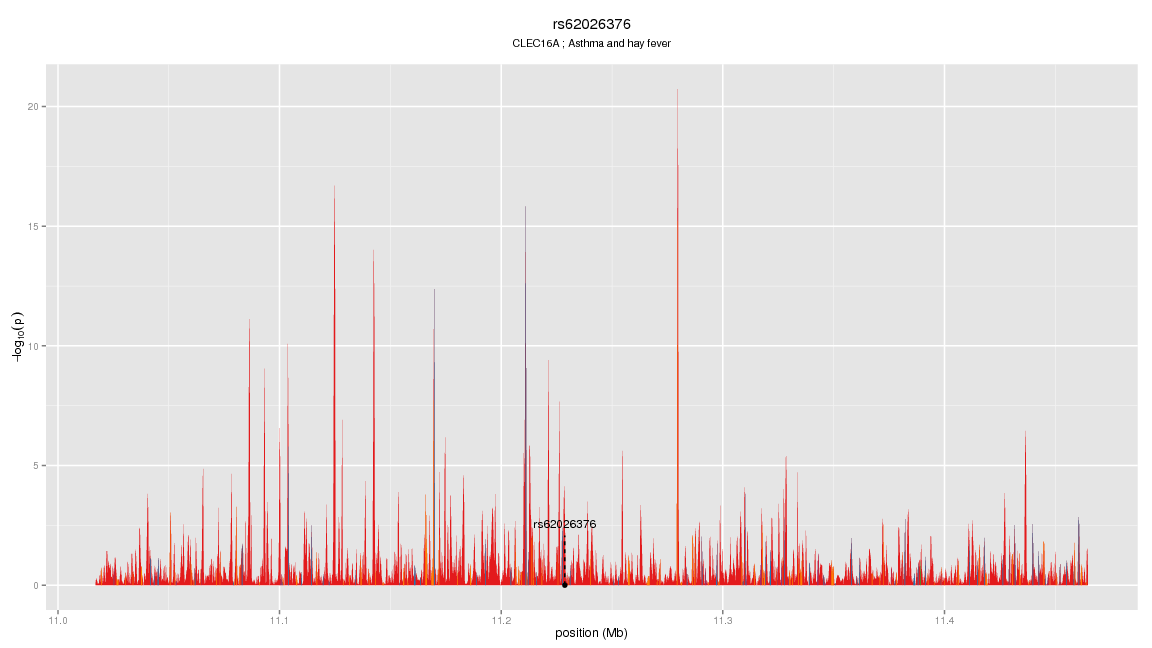 rs62026376
CLEC16A ; Asthma and hay fever
20
15
10
5
0
−log₁₀(p)
rs62026376
11.0
11.1
11.2
11.3
11.4
position (Mb)